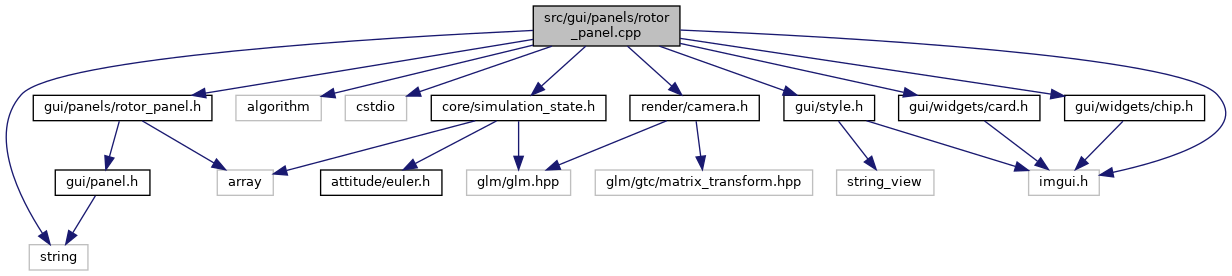 src/gui/panels/rotor
_panel.cpp
gui/panels/rotor_panel.h
algorithm
cstdio
core/simulation_state.h
render/camera.h
gui/style.h
gui/widgets/card.h
gui/widgets/chip.h
gui/panel.h
array
attitude/euler.h
glm/glm.hpp
glm/gtc/matrix_transform.hpp
string_view
imgui.h
string